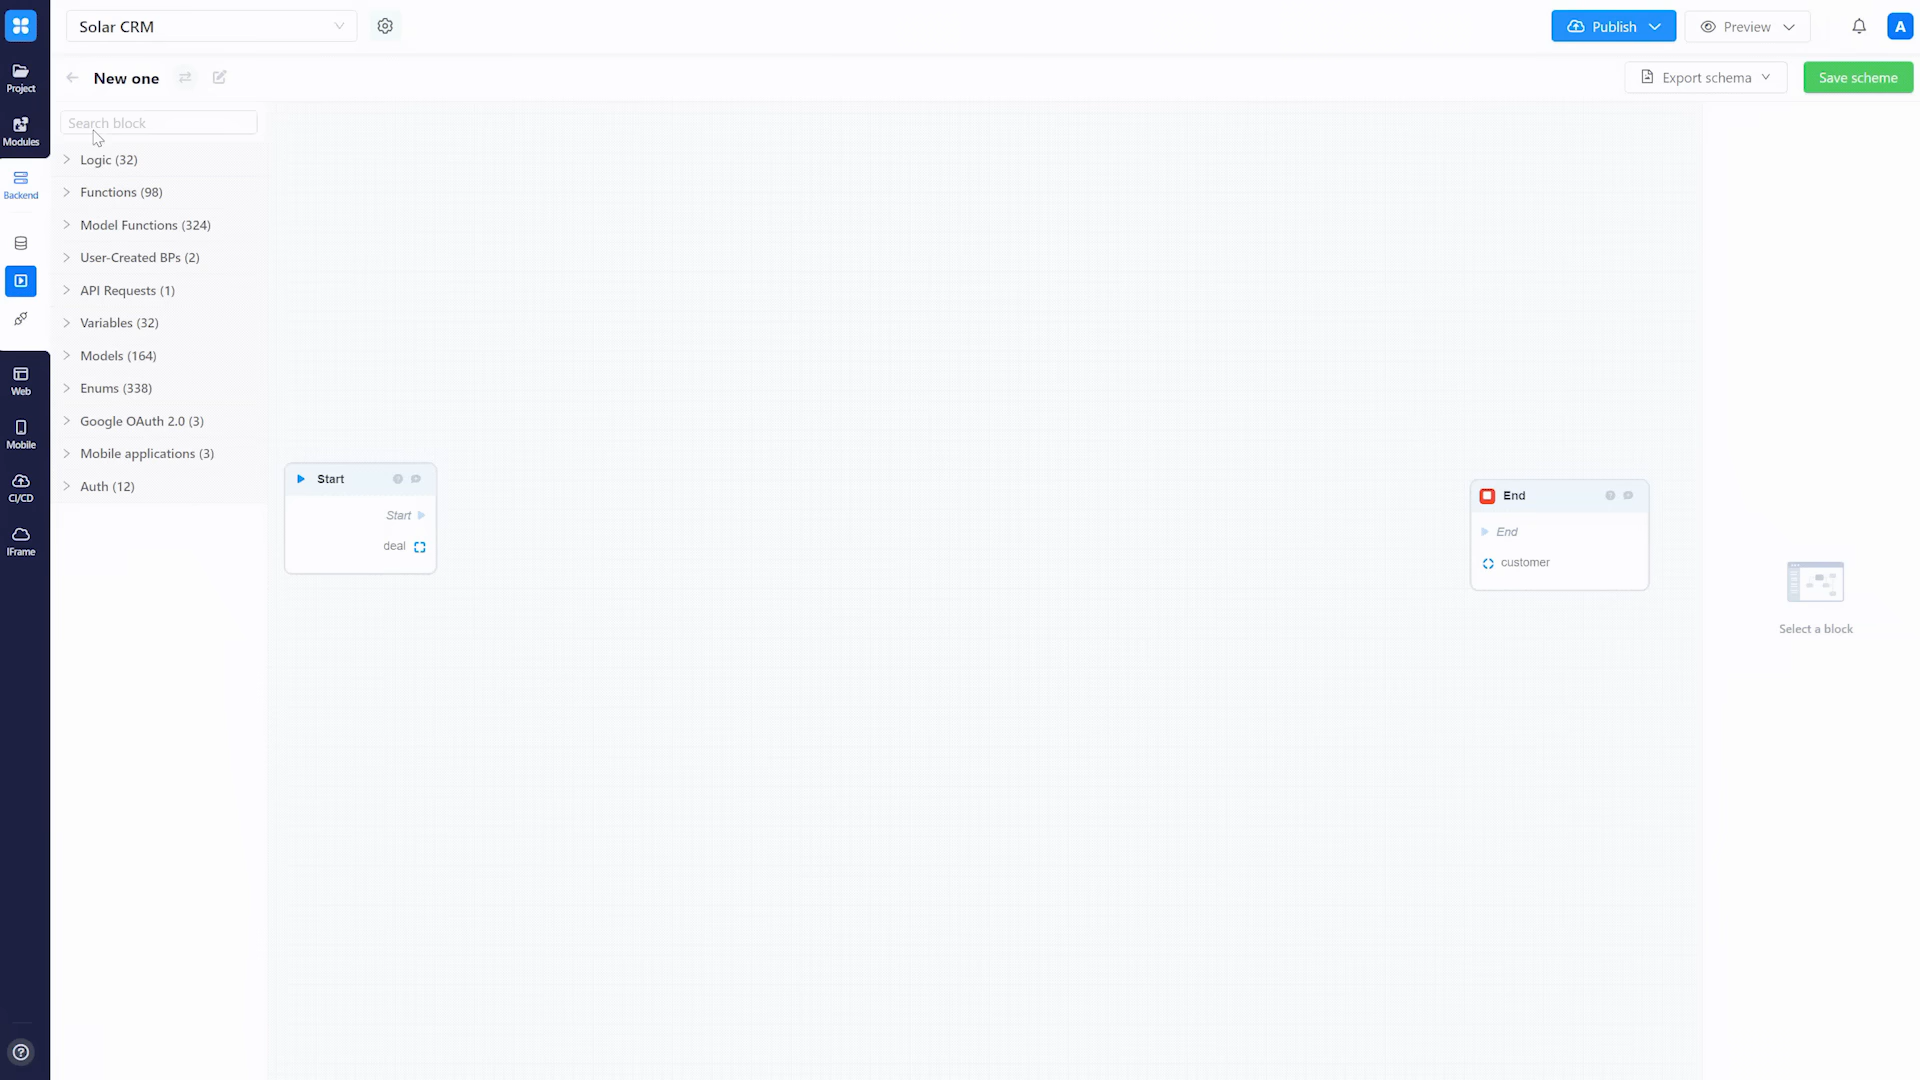 Solar CRM
Publish
Preview
A
Project
New one
Export schema
Save scheme
Search block
Modules
Logic (32)
Backend
Functions (98)
Model Functions (324)
User-Created BPs (2)
API Requests (1)
Variables (32)
Models (164)
Web
Enums (338)
Google OAuth 2.0 (3)
Mobile
Mobile applications (3)
Auth (12)
CI/CD
IFrame
Start
Start
deal
End
End
customer
Select a block